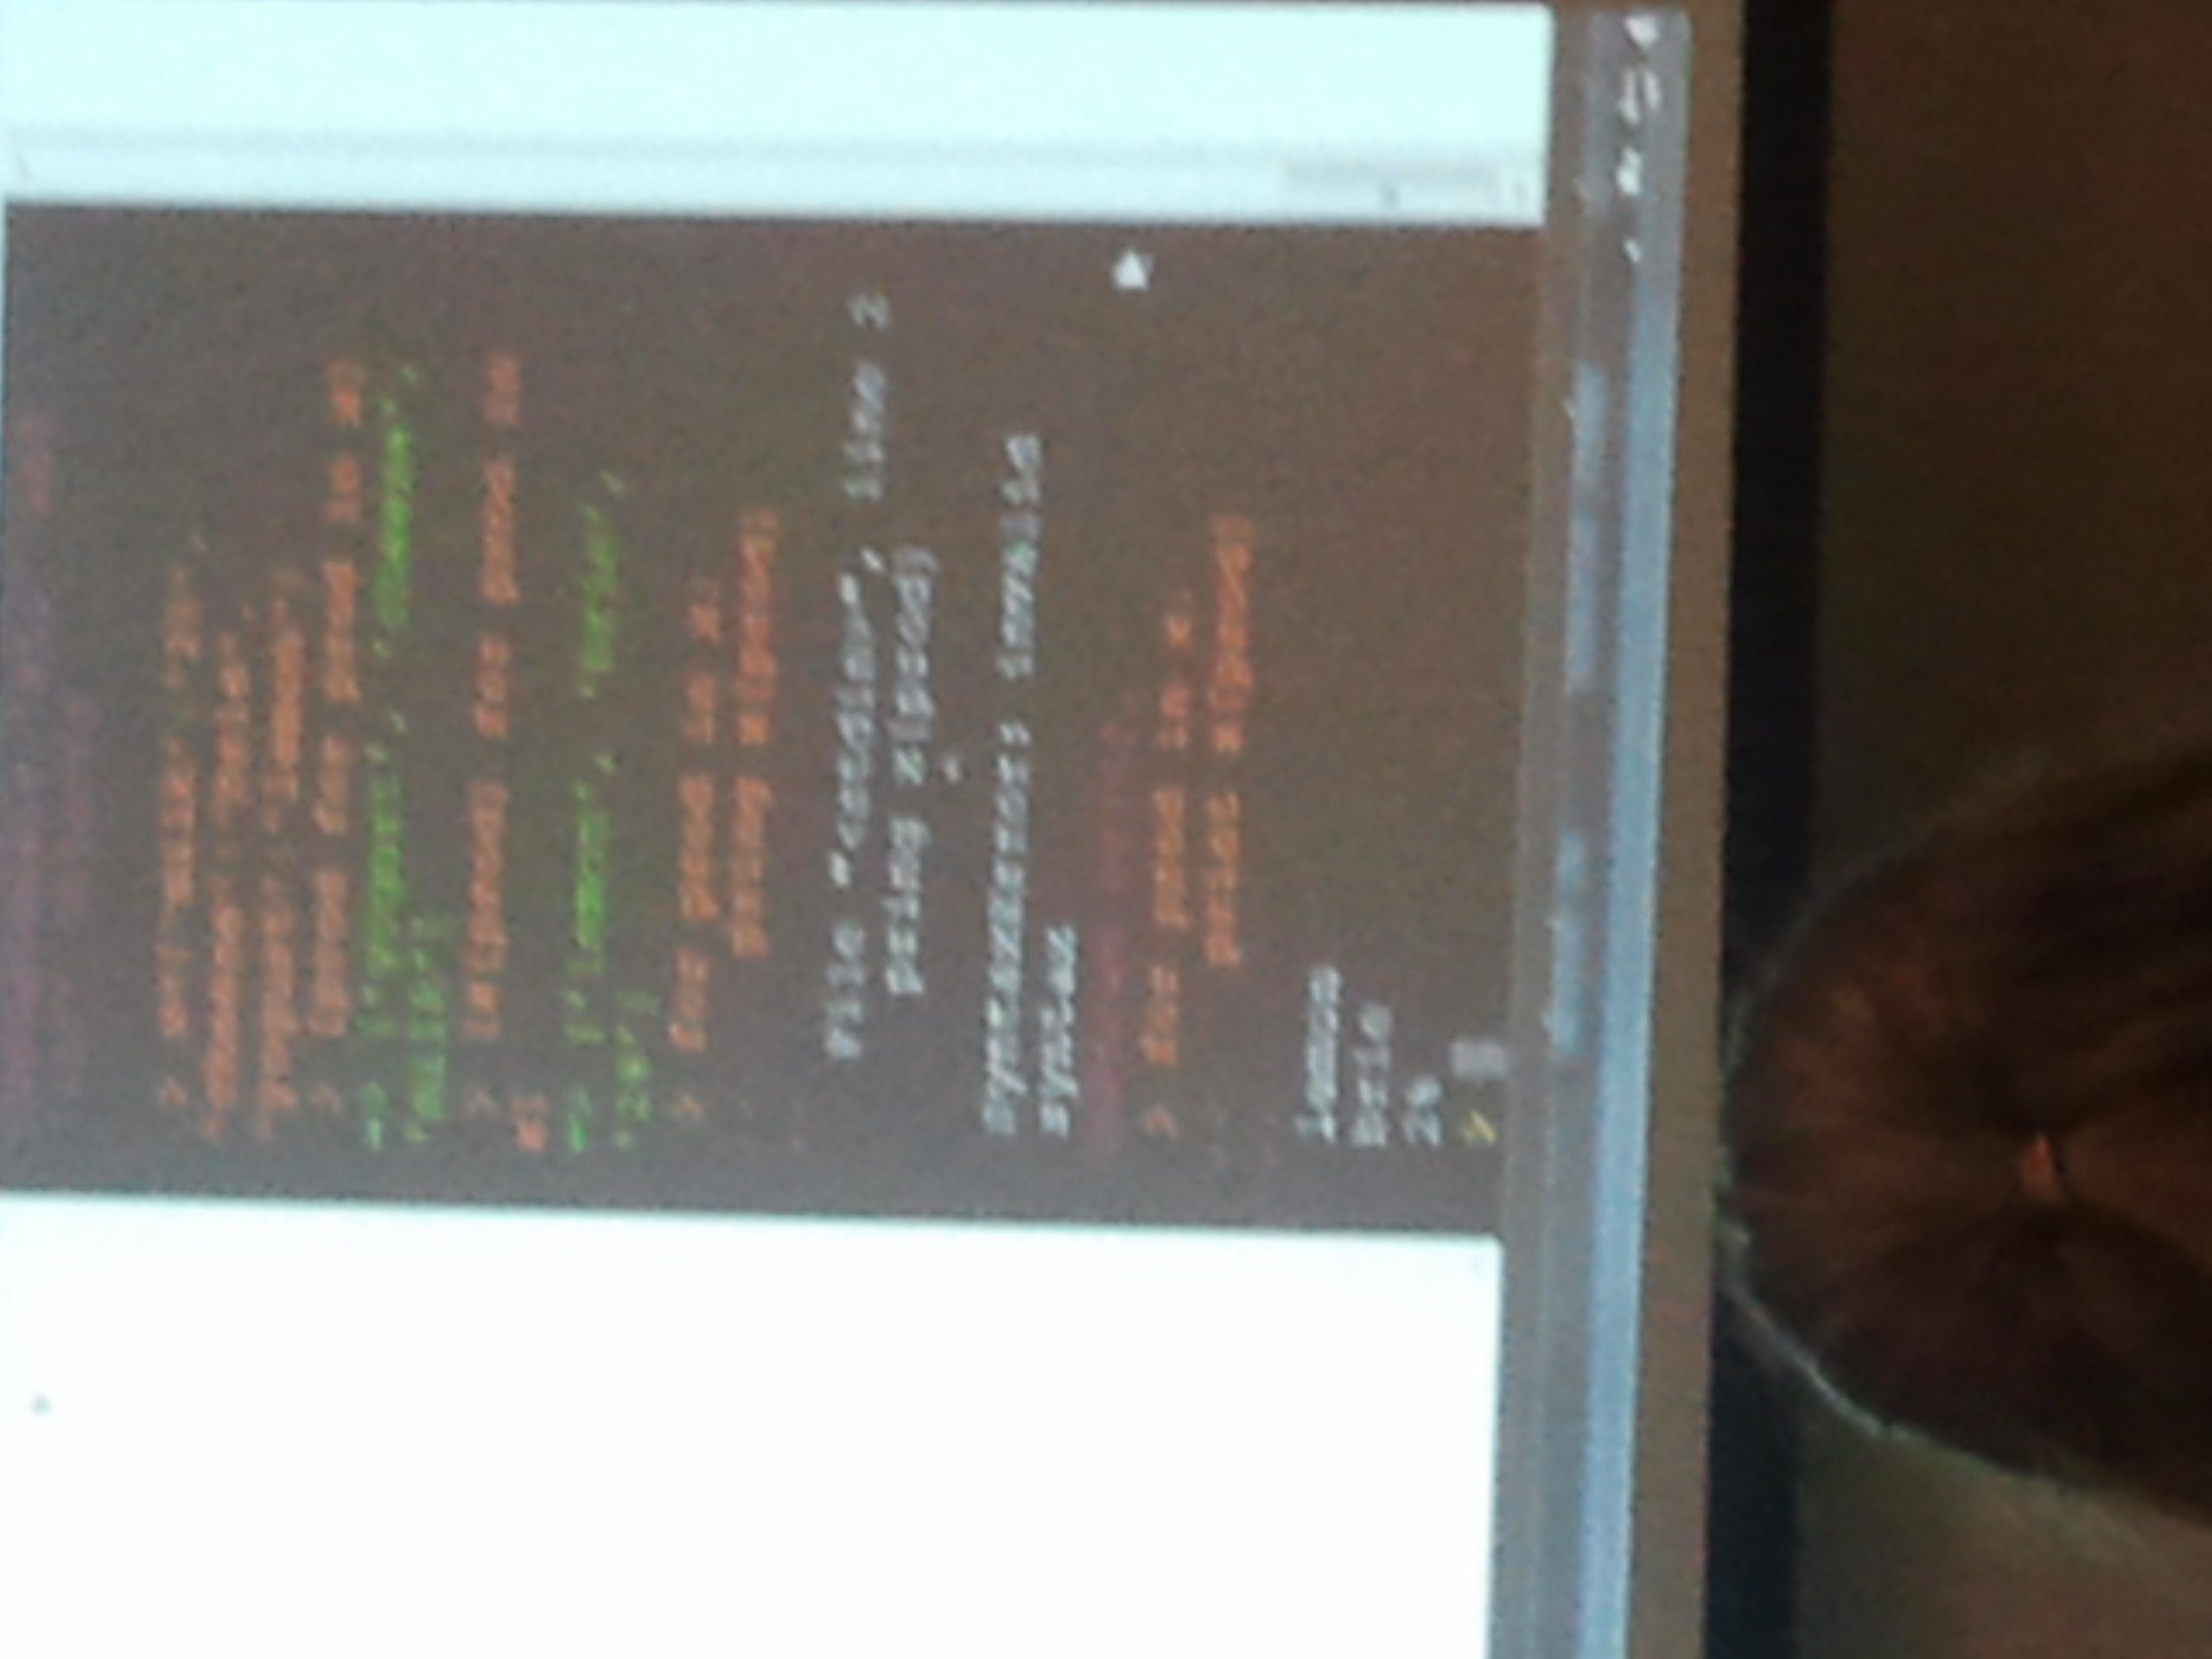 > x={"milk":"2%",
"cheese":"brie",
"yogurt":"lemon"}
> [prod for prod in x]
=> ['yogurt', 'cheese',
'milk']
> [x[prod] for prod in
x]
=> ['lemon', 'brie',
'2%']
> for prod in x:
pring x[prod]
File "<stdin>", line 2
pring x[prod]
^
SyntaxError: invalid
syntax
> for prod in x:
print x[prod]
lemon
brie
2%
>